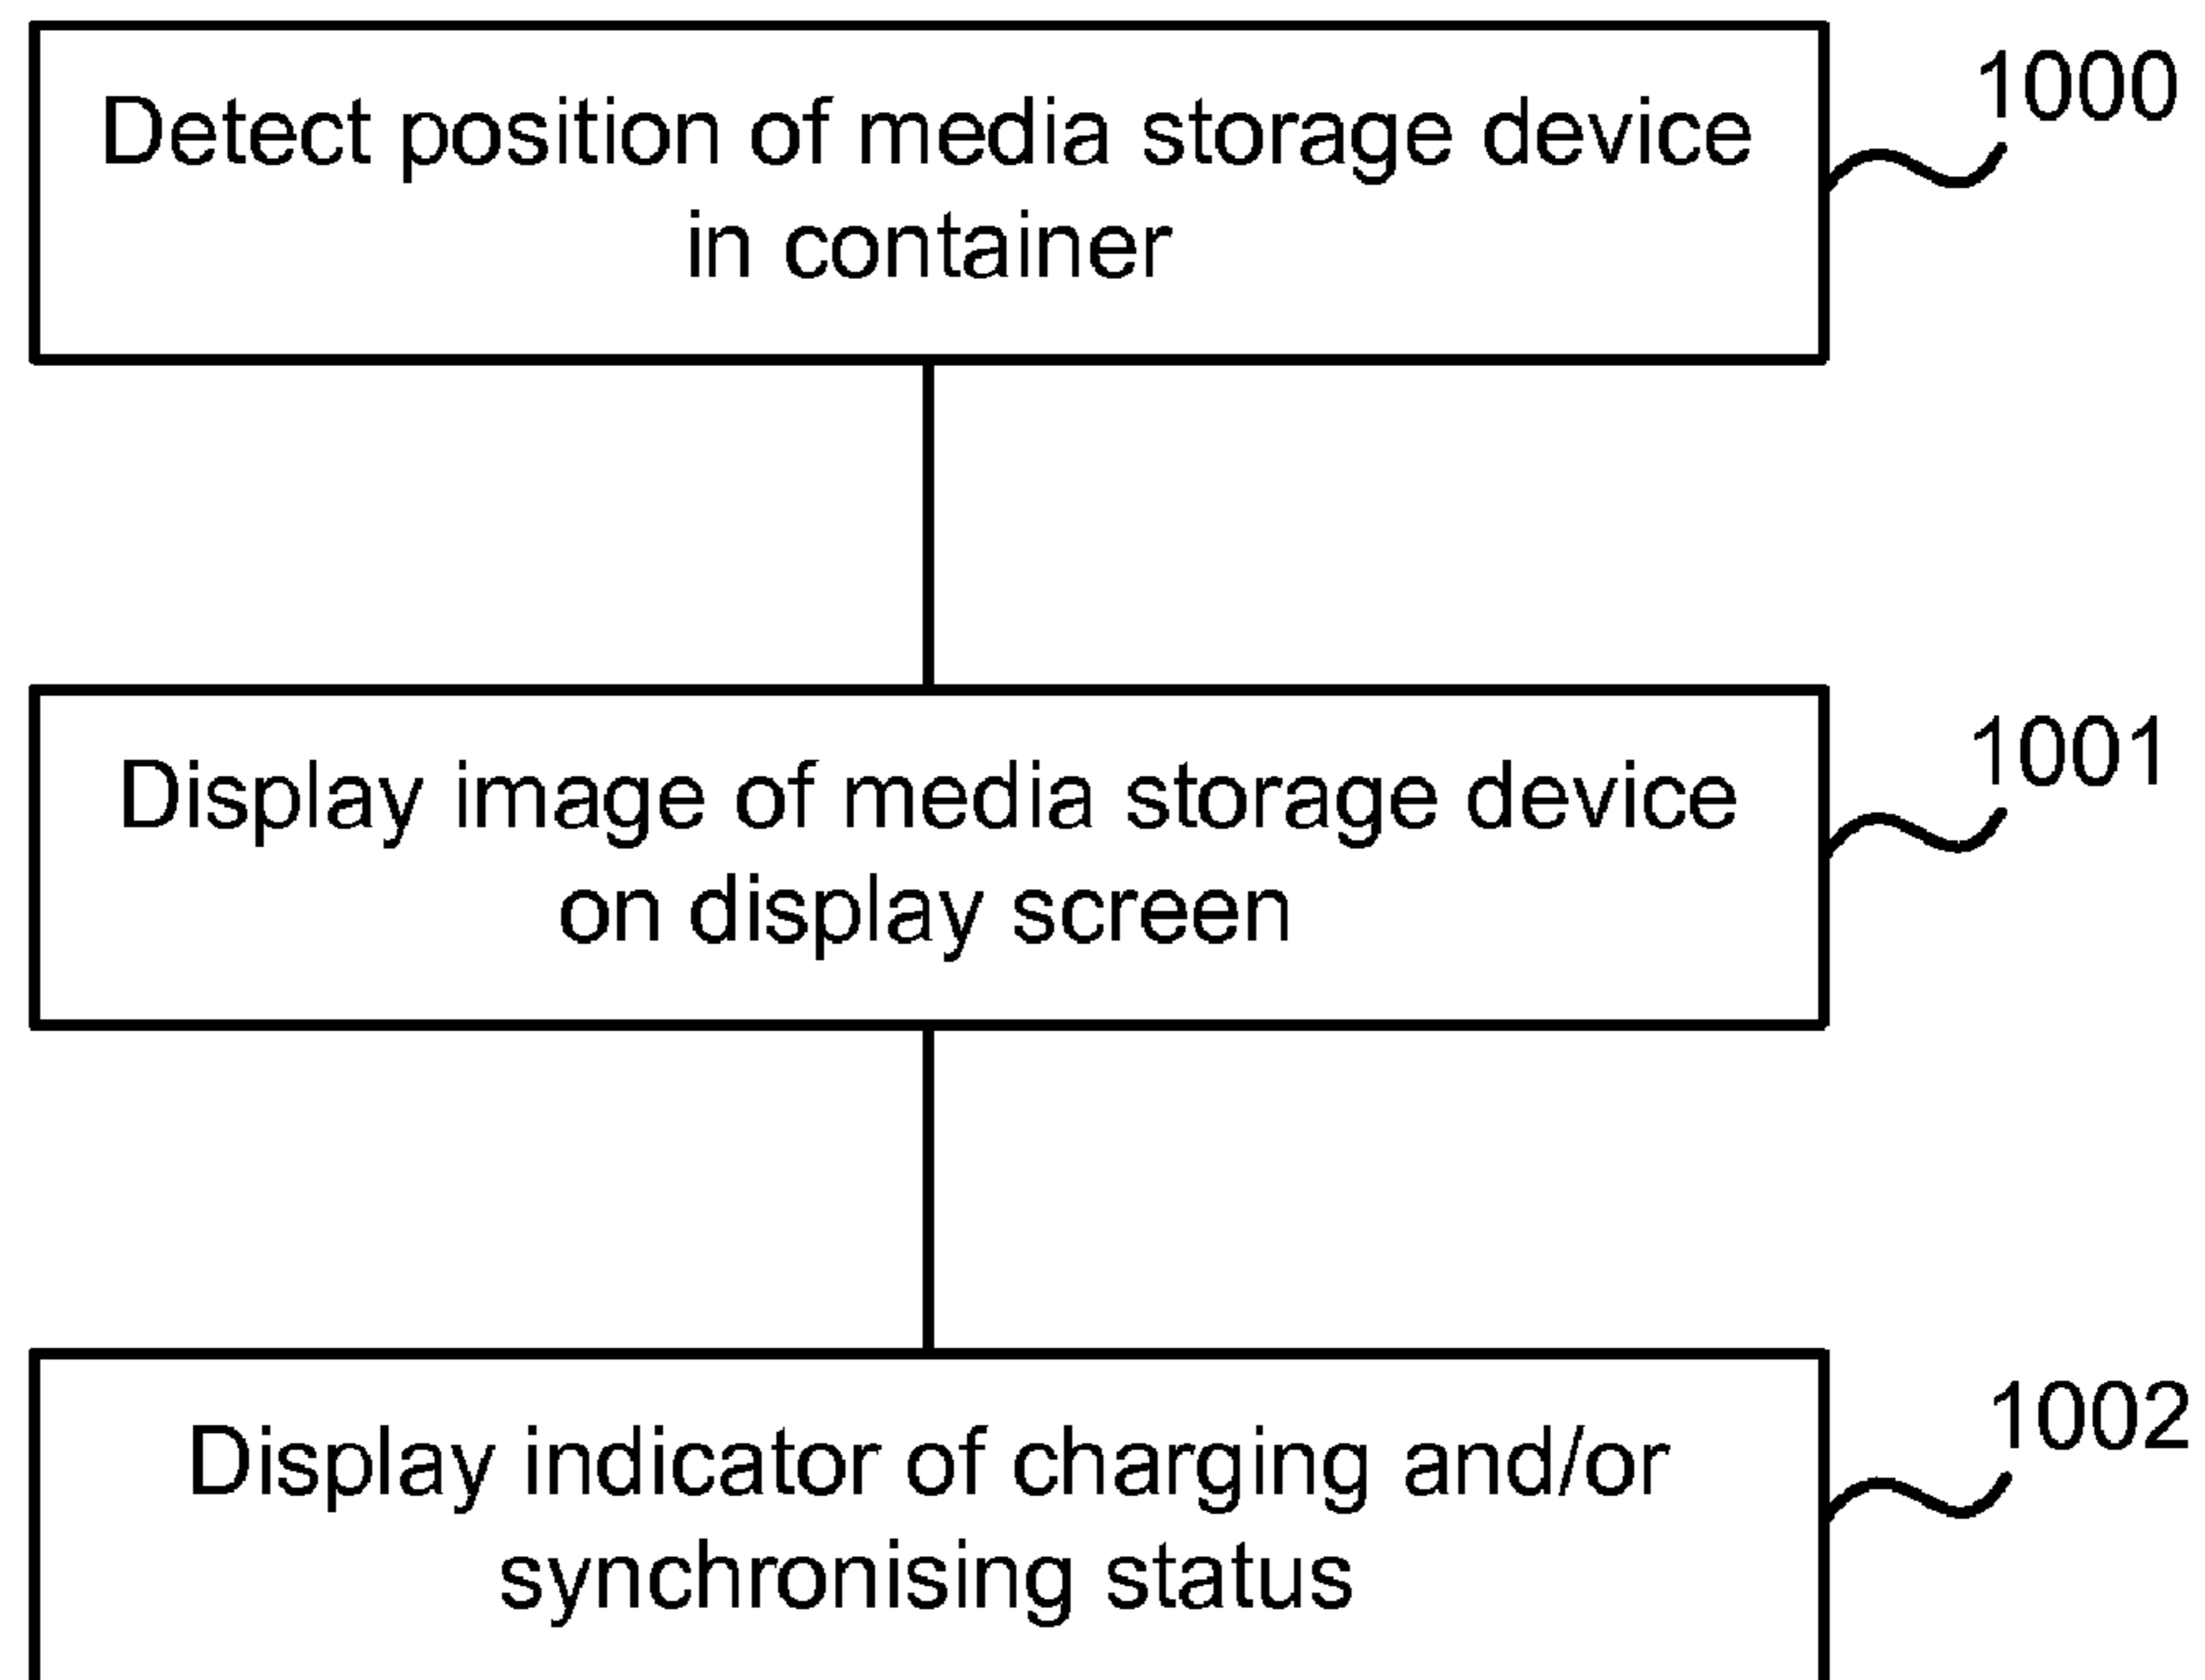 Detect position of media storage device
in container
1000
Display image of media storage device
on display screen
1001
Display indicator of charging and/or
synchronising status
1002